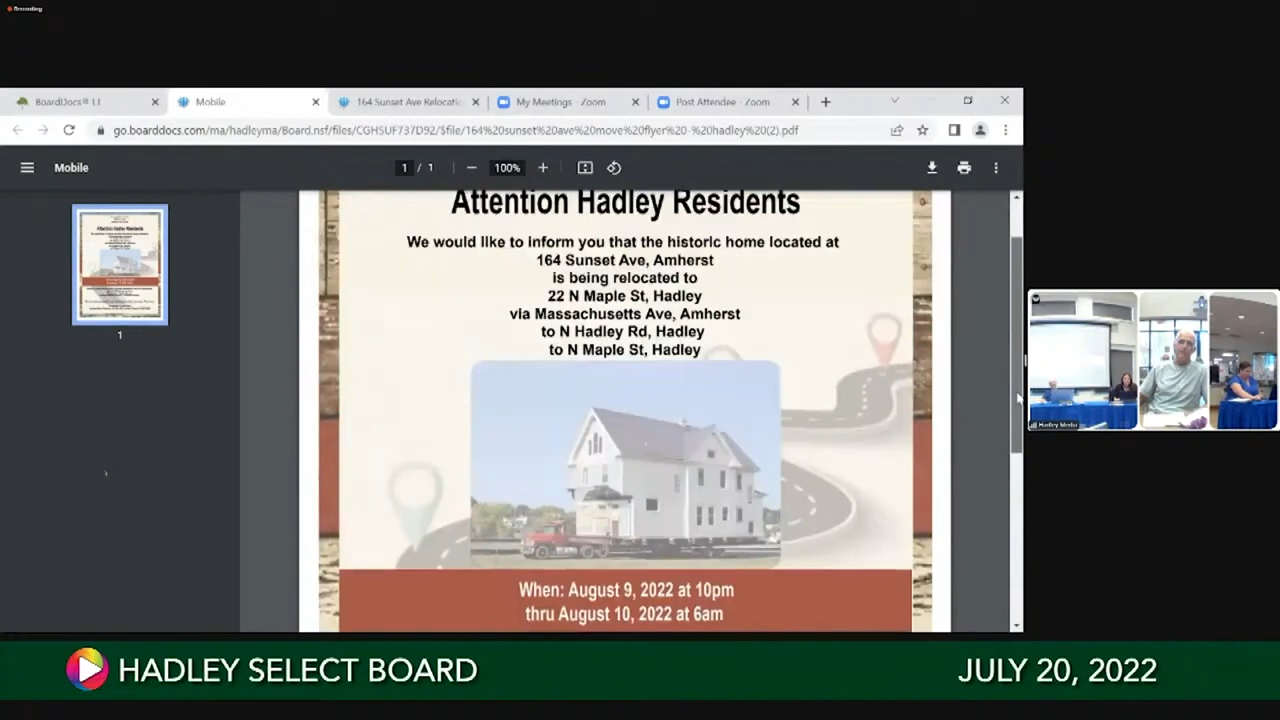 Recording
BoardDocs® LT
Mobile
164 Sunset Ave Relocatic
My Meetings - Zoom
Post Attendee - Zoom
go.boarddocs.com/ma/hadleyma/Board.nsf/files/CGHSUF737D92/$file/164%20sunset%20ave%20move%20flyer%20-%20hadley%20(2).pdf
Mobile
1 / 1
100%
Attention Hadley Residents
We would like to inform you that the historic home located at
164 Sunset Ave, Amherst
is being relocated to
22 N Maple St, Hadley
via Massachusetts Ave, Amherst
to N Hadley Rd, Hadley
to N Maple St, Hadley
When: August 9, 2022 at 10pm
thru August 10, 2022 at 6am
1
Hadley Media
HADLEY SELECT BOARD
JULY 20, 2022